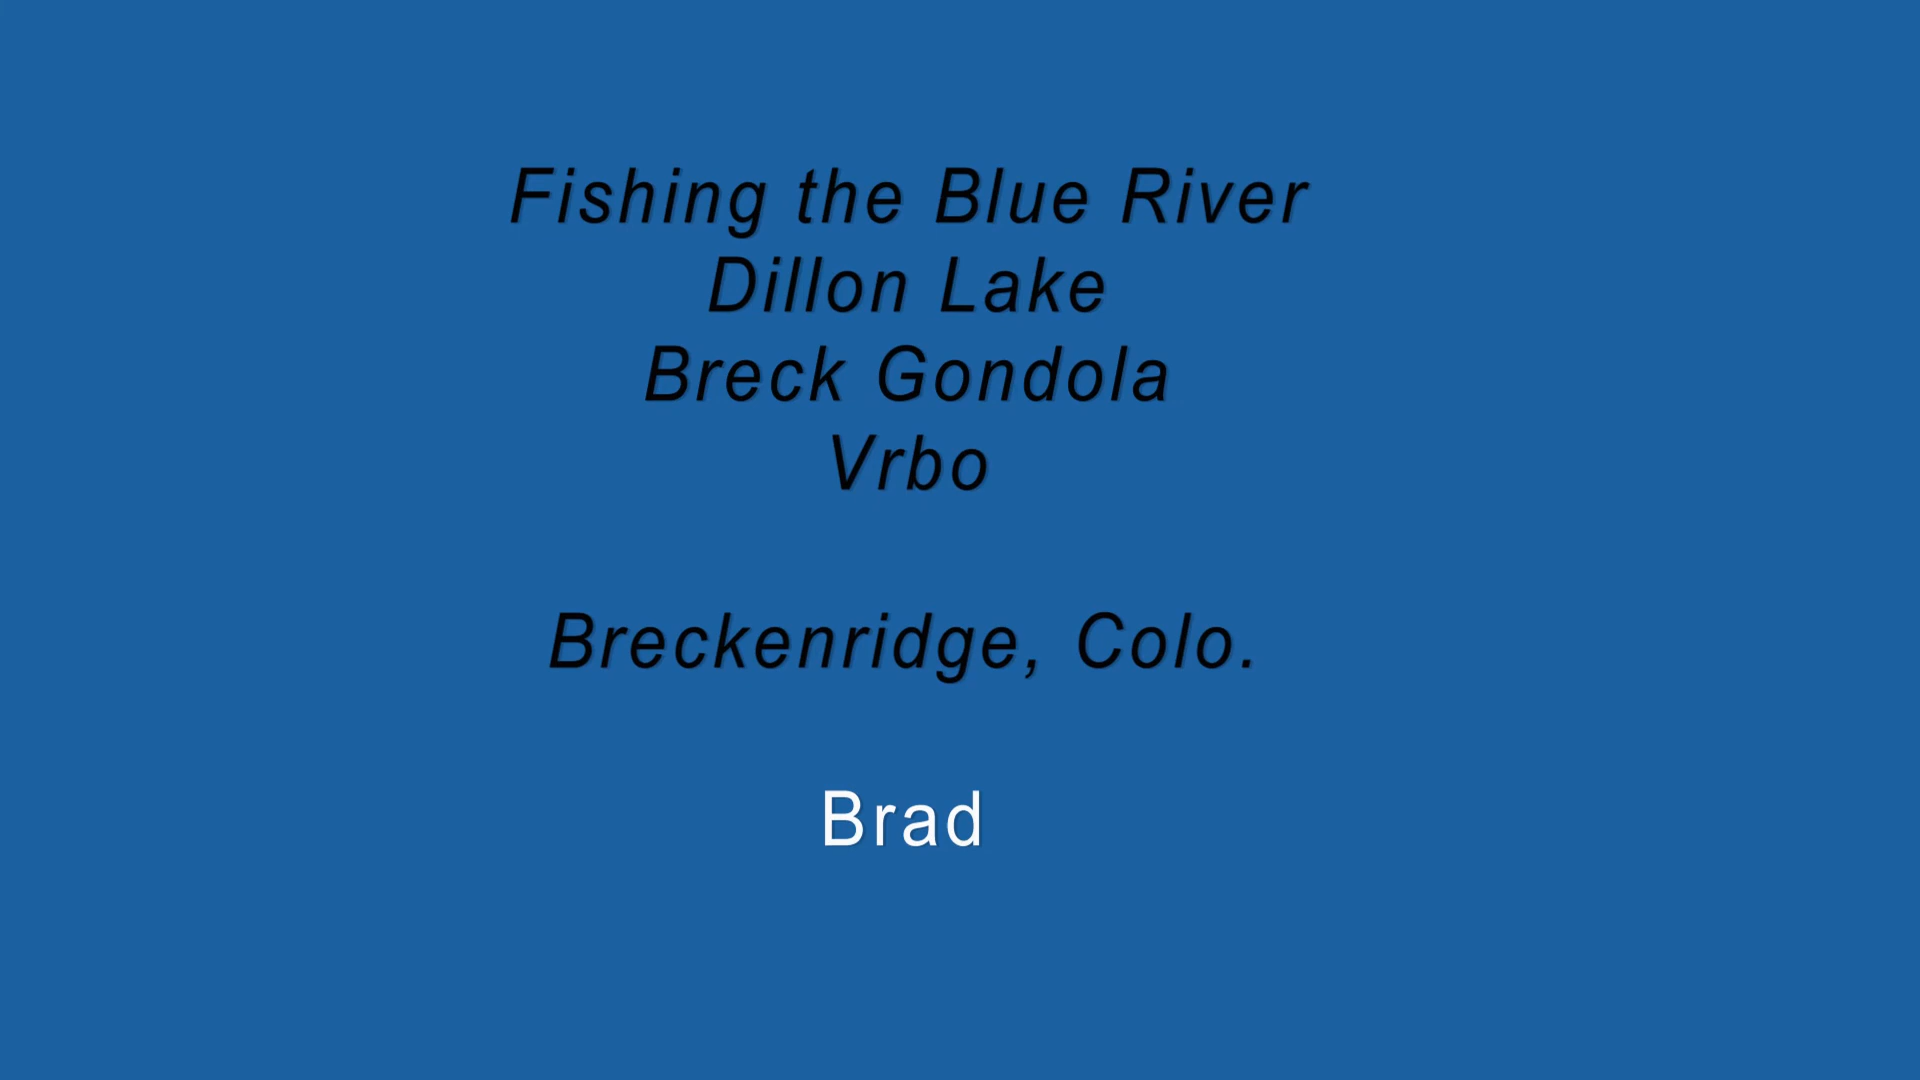 Fishing the Blue River
Dillon Lake
Breck Gondola
Vrbo
Breckenridge, Colo.
Brad